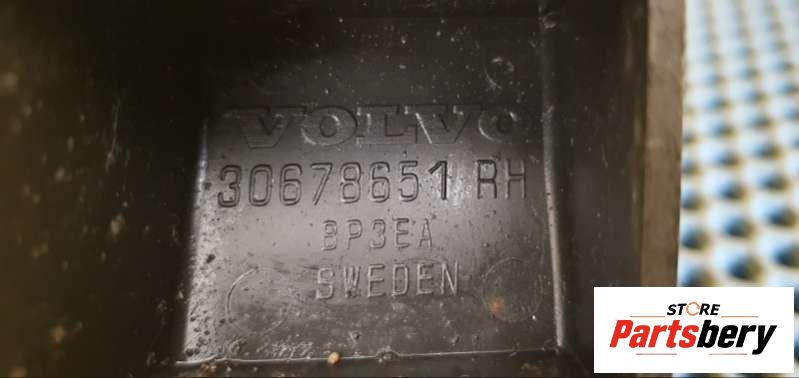 VOLVO
30678651 RH
BP3EA
SWEDEN
STORE
Partsbery